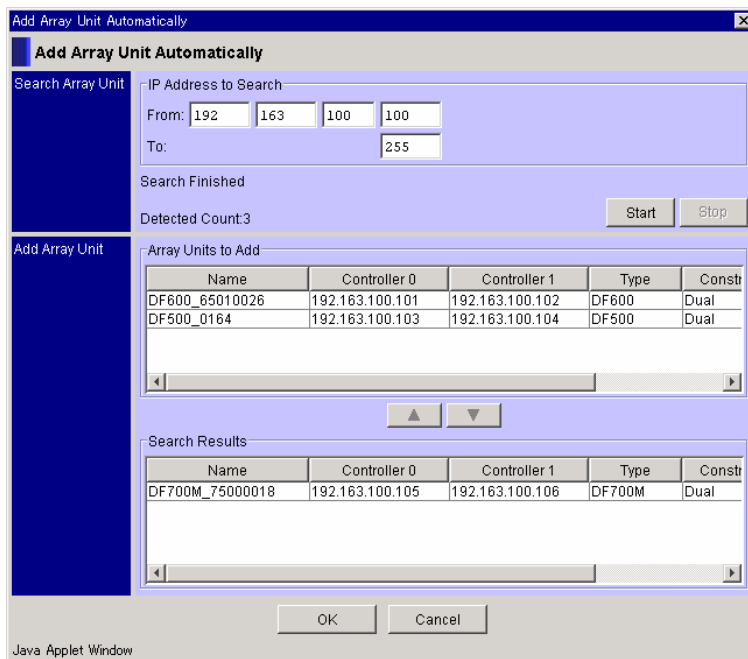 Add Array Unit Automatically
Add Array Unit Automatically
Search Array Unit
IP Address to Search
From: 192 163 100 100
To: 255
Search Finished
Detected Count:3
Start Stop
Add Array Unit
Array Units to Add
Name Controller 0 Controller 1 Type Constr
DF600_65010026 192.163.100.101 192.163.100.102 DF600 Dual
DF500_0164 192.163.100.103 192.163.100.104 DF500 Dual
Search Results
Name Controller 0 Controller 1 Type Constr
DF700M_75000018 192.163.100.105 192.163.100.106 DF700M Dual
OK Cancel
Java Applet Window